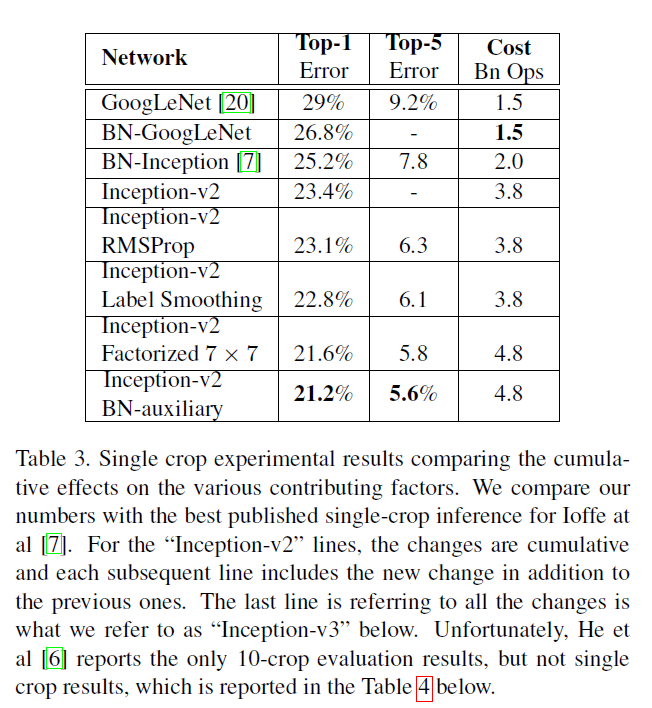 Network Top-1 Error Top-5 Error Cost Bn Ops
GoogLeNet [20] 29% 9.2% 1.5
BN-GoogLeNet 26.8% - 1.5
BN-Inception [7] 25.2% 7.8 2.0
Inception-v2 23.4% - 3.8
Inception-v2
RMSProp 23.1% 6.3 3.8
Inception-v2
Label Smoothing 22.8% 6.1 3.8
Inception-v2
Factorized 7 × 7 21.6% 5.8 4.8
Inception-v2
BN-auxiliary 21.2% 5.6% 4.8
Table 3. Single crop experimental results comparing the cumula-
tive effects on the various contributing factors. We compare our
numbers with the best published single-crop inference for Ioffe at
al [7]. For the “Inception-v2” lines, the changes are cumulative
and each subsequent line includes the new change in addition to
the previous ones. The last line is referring to all the changes is
what we refer to as “Inception-v3” below. Unfortunately, He et
al [6] reports the only 10-crop evaluation results, but not single
crop results, which is reported in the Table 4 below.